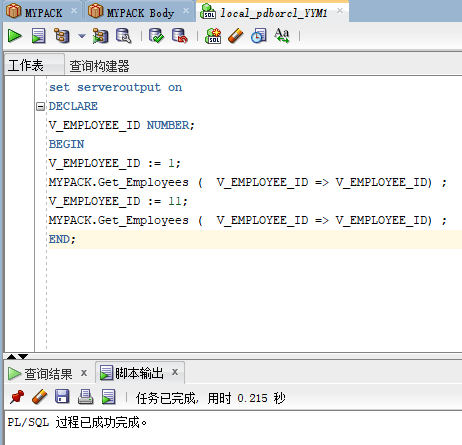 MYPACK
MYPACK Body
local_pdborcl_YYM1
SQL
Aa
工作表
查询构建器
set serveroutput on
DECLARE
V_EMPLOYEE_ID NUMBER;
BEGIN
V_EMPLOYEE_ID := 1;
MYPACK.Get_Employees (  V_EMPLOYEE_ID => V_EMPLOYEE_ID) ;
V_EMPLOYEE_ID := 11;
MYPACK.Get_Employees (  V_EMPLOYEE_ID => V_EMPLOYEE_ID) ;
END;
查询结果
脚本输出
任务已完成, 用时 0.215 秒
PL/SQL 过程已成功完成。